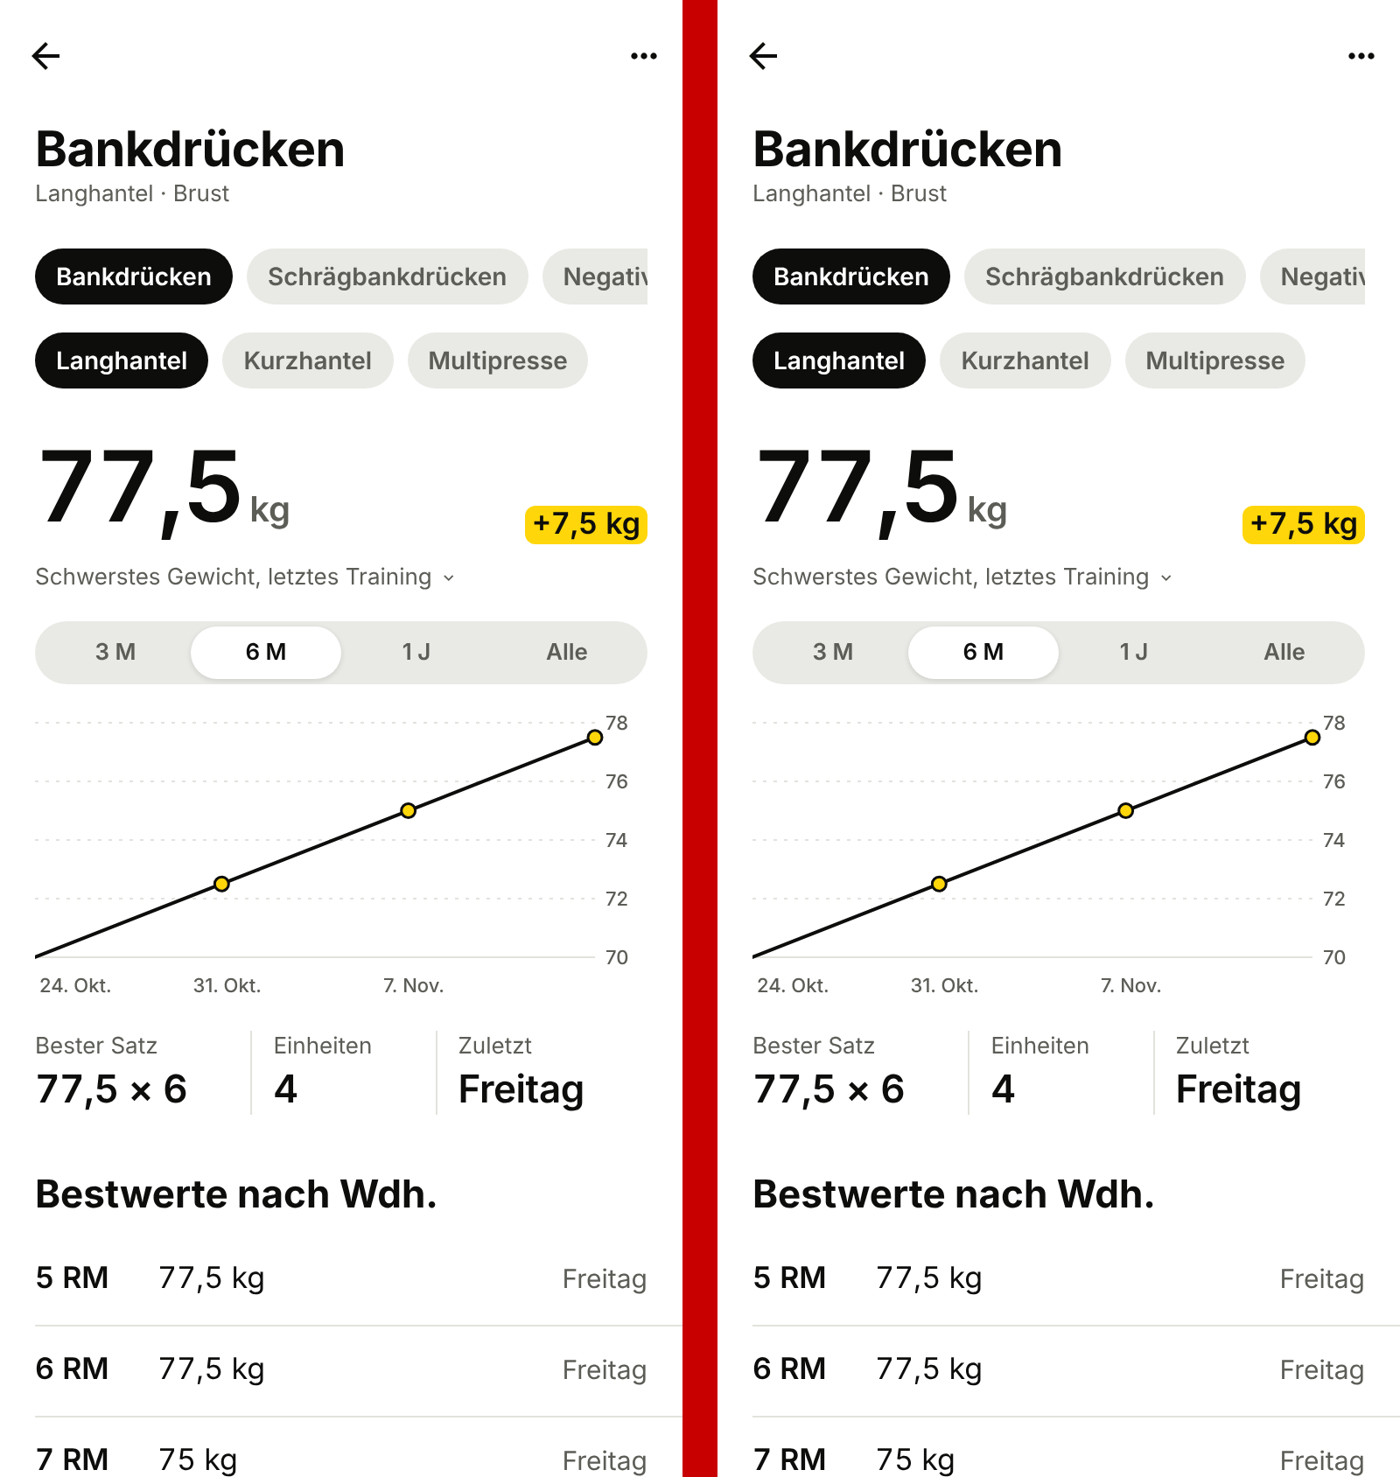 Bankdrücken
Langhantel · Brust
Bankdrücken Schrägbankdrücken Negativ
Langhantel Kurzhantel Multipresse
77,5 kg +7,5 kg
Schwerstes Gewicht, letztes Training
3 M 6 M 1 J Alle
78
76
74
72
70
24. Okt. 31. Okt. 7. Nov.
Bester Satz Einheiten Zuletzt
77,5 × 6 4 Freitag
Bestwerte nach Wdh.
5 RM 77,5 kg Freitag
6 RM 77,5 kg Freitag
7 RM 75 kg Freitag
Bankdrücken
Langhantel · Brust
Bankdrücken Schrägbankdrücken Negativ
Langhantel Kurzhantel Multipresse
77,5 kg +7,5 kg
Schwerstes Gewicht, letztes Training
3 M 6 M 1 J Alle
78
76
74
72
70
24. Okt. 31. Okt. 7. Nov.
Bester Satz Einheiten Zuletzt
77,5 × 6 4 Freitag
Bestwerte nach Wdh.
5 RM 77,5 kg Freitag
6 RM 77,5 kg Freitag
7 RM 75 kg Freitag